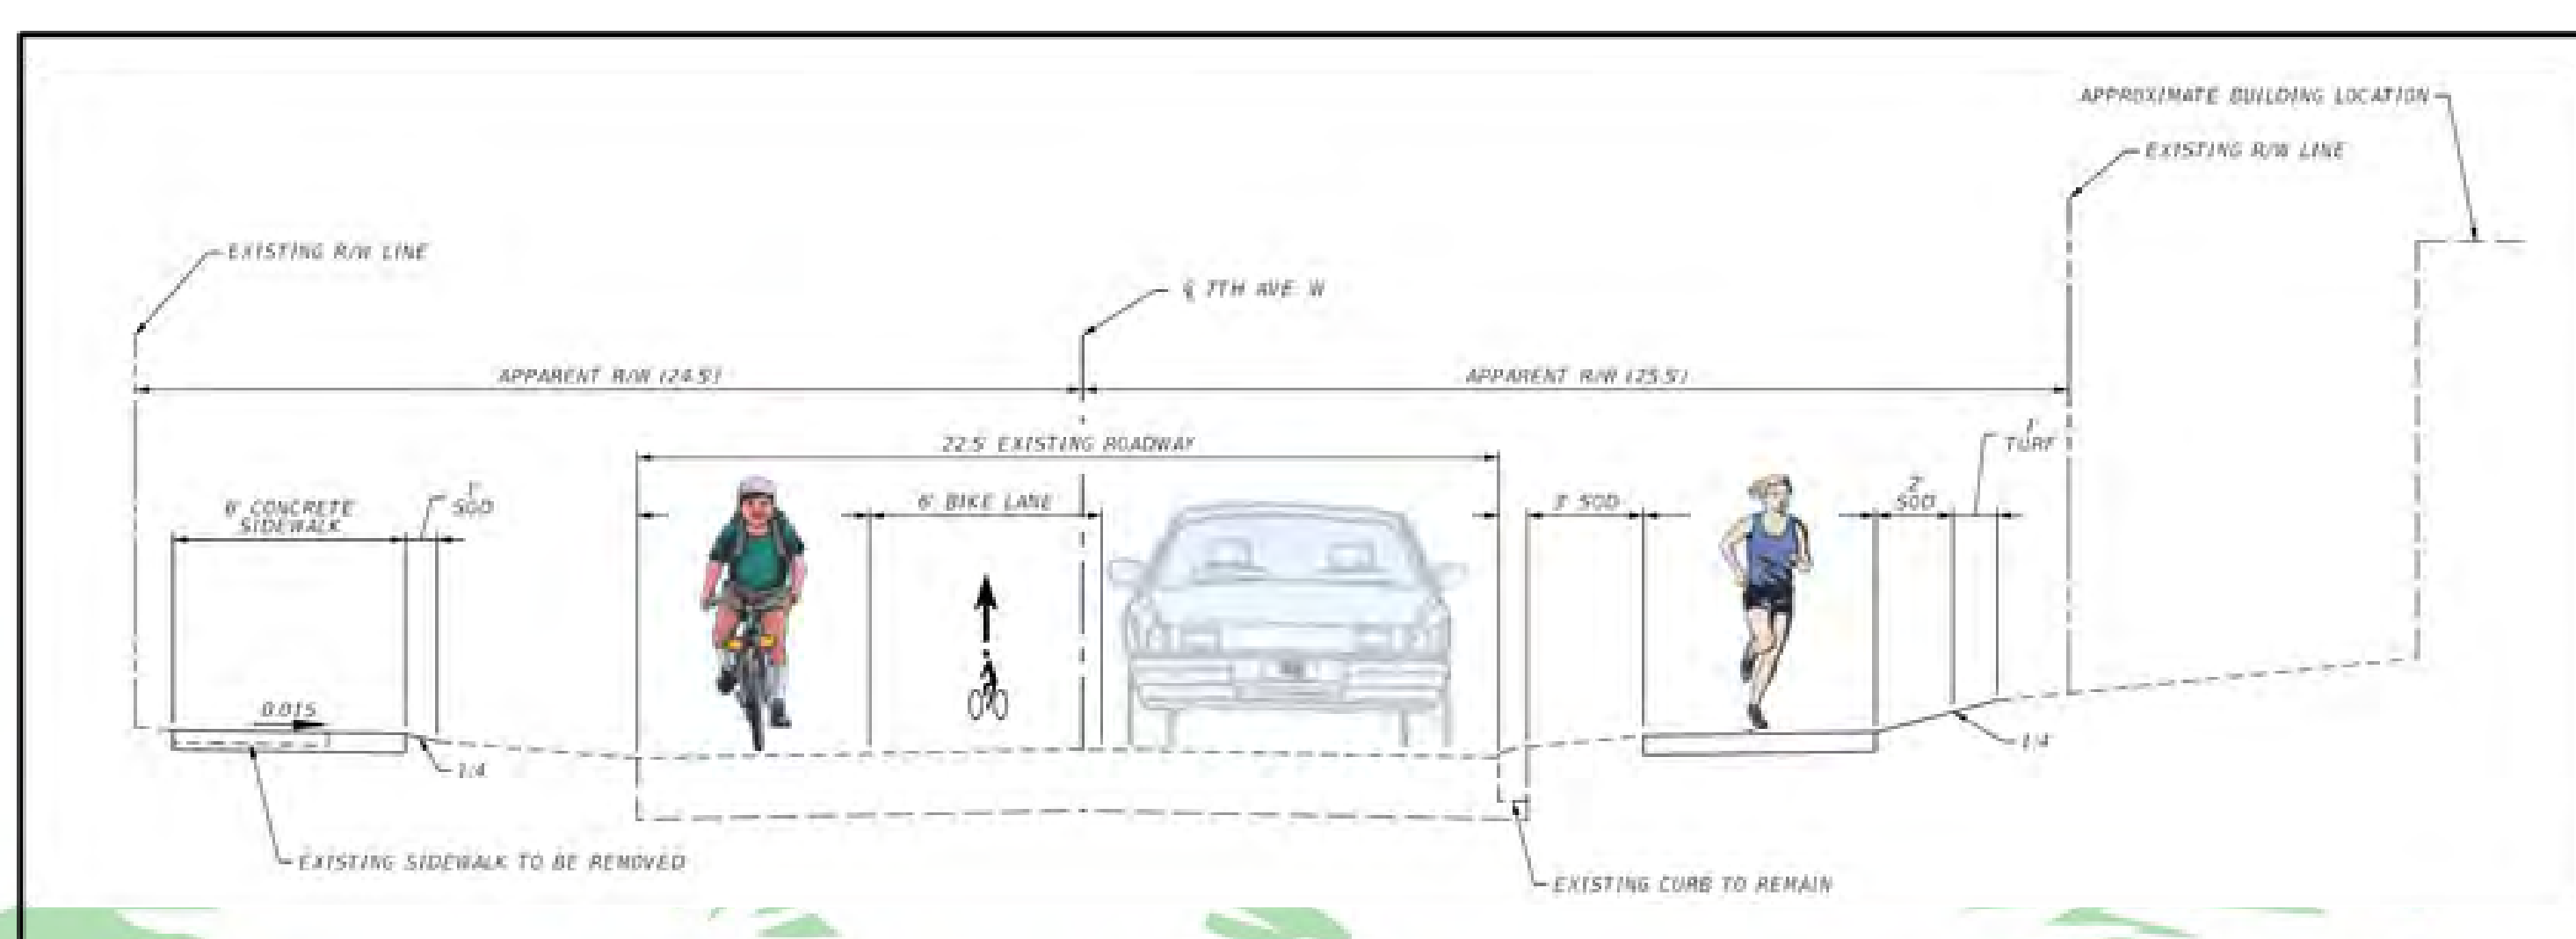 APPROXIMATE BUILDING LOCATION
EXISTING R/W LINE
EXISTING R/W LINE
℄ 7TH AVE. W
APPARENT R/W (24.5')
APPARENT R/W (25.5')
22.5' EXISTING ROADWAY
1'
TURF
6' CONCRETE
SIDEWALK
1'
SOD
6' BIKE LANE
3' SOD
2'
SOD
0.015
1:4
1:4
EXISTING SIDEWALK TO BE REMOVED
EXISTING CURB TO REMAIN